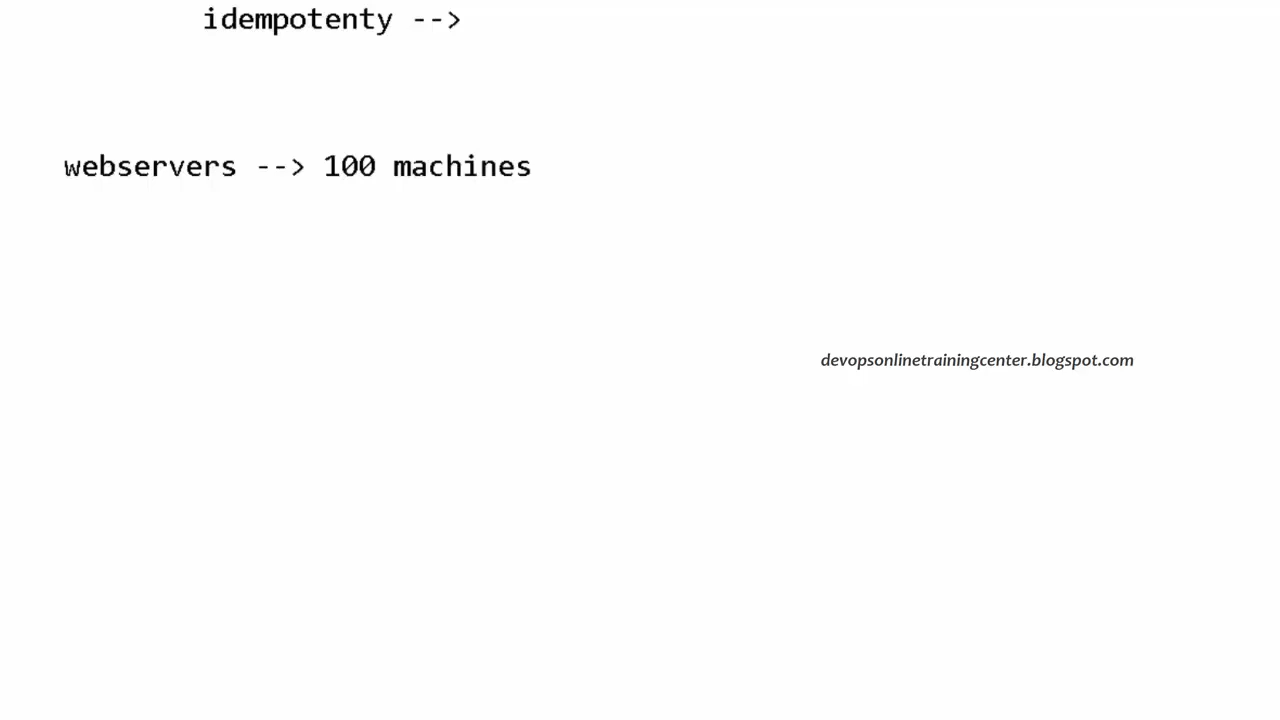 idempotenty -->
webservers --> 100 machines
devopsonlinetrainingcenter.blogspot.com